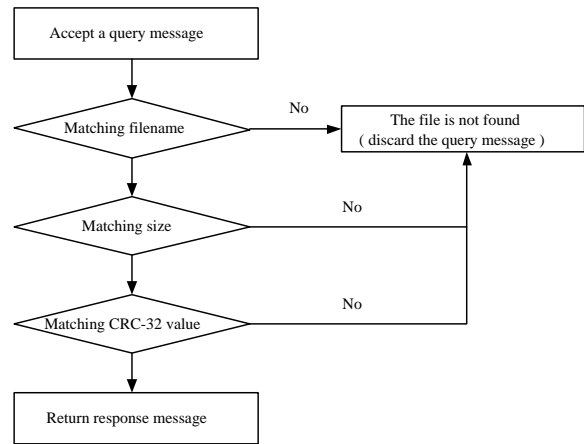 Accept a query message
No
Matching filename
The file is not found
( discard the query message )
No
Matching size
No
Matching CRC-32 value
Return response message